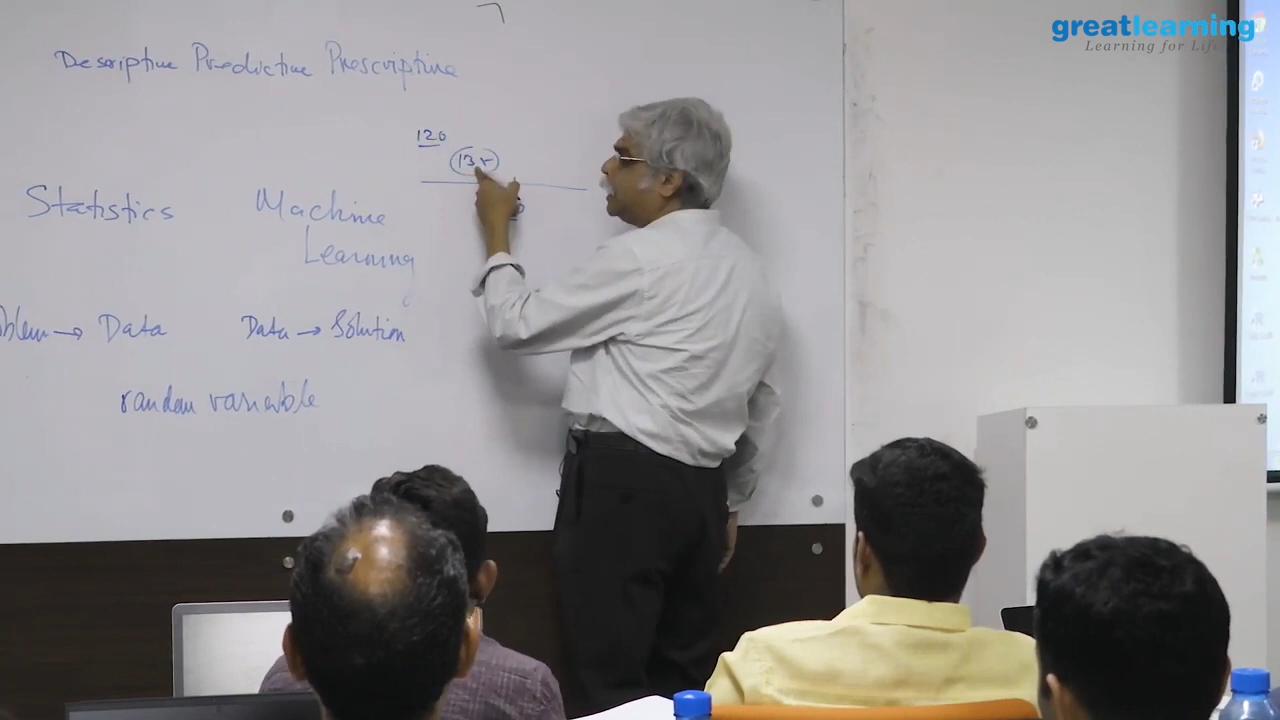 greatlearning
Learning for Life
Descriptive Predictive Prescriptive
120
Statistics Machine
Learning
Data Data → Solution
random variable